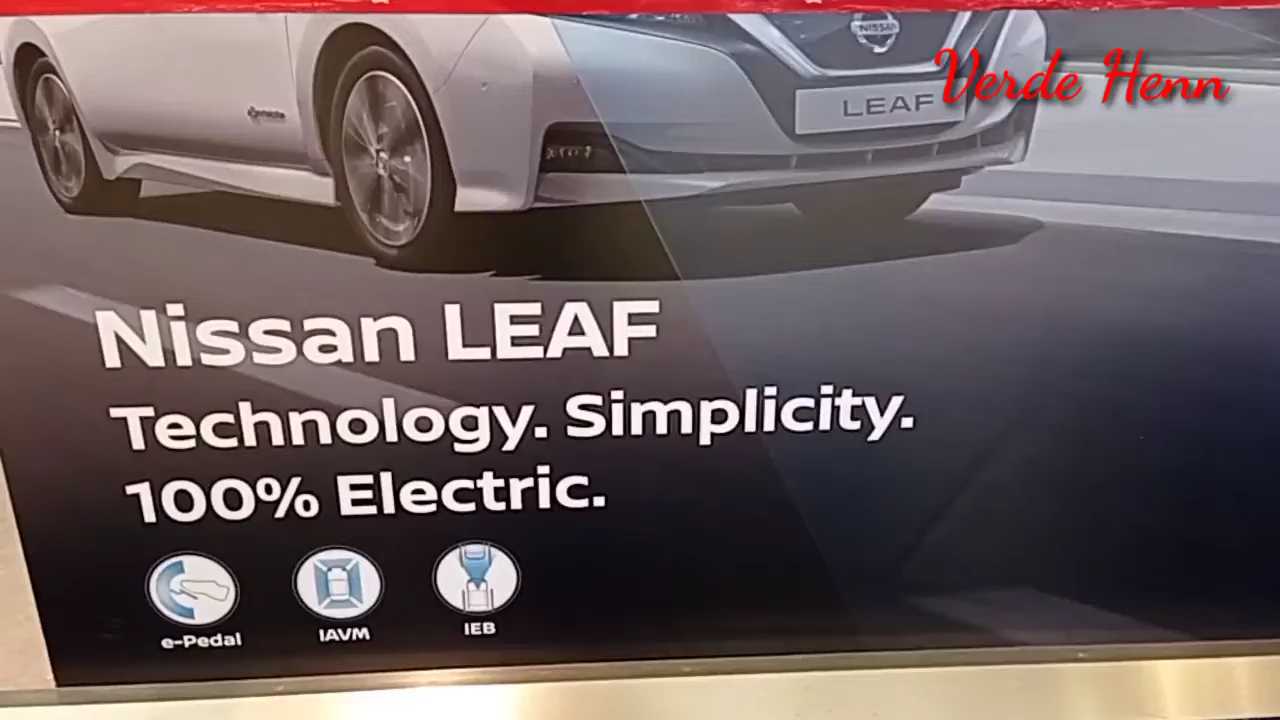 NISSAN
Verde Henn
LEAF
Nissan LEAF
Technology. Simplicity.
100% Electric.
e-Pedal
IAVM
IEB